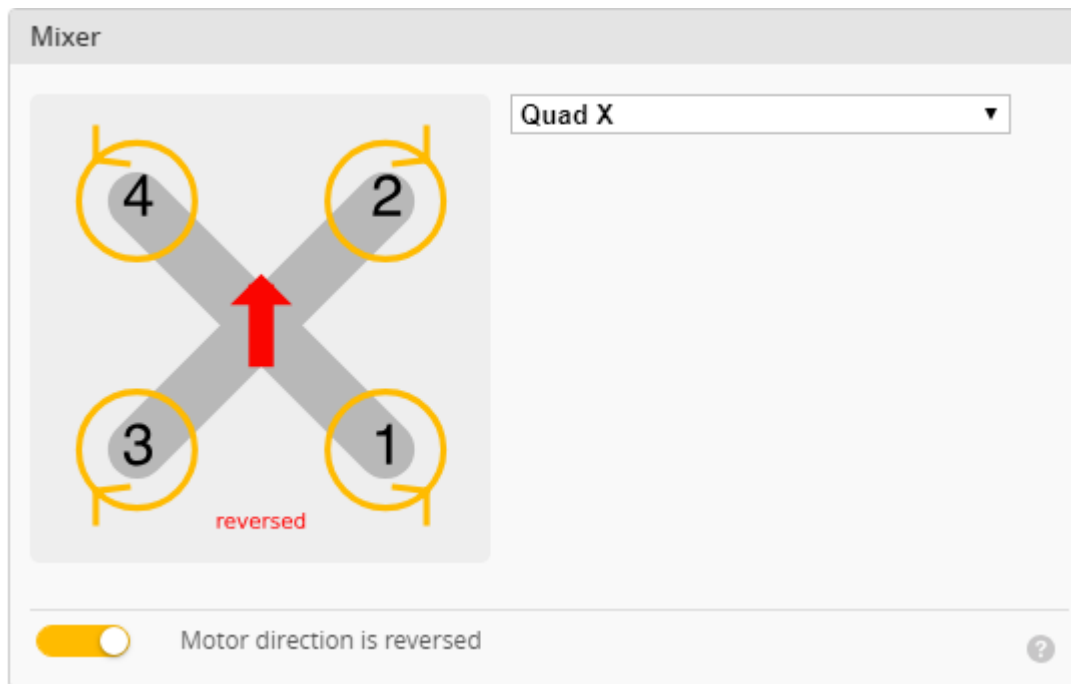 Mixer
Quad X
4 2
3 1
reversed
Motor direction is reversed
?